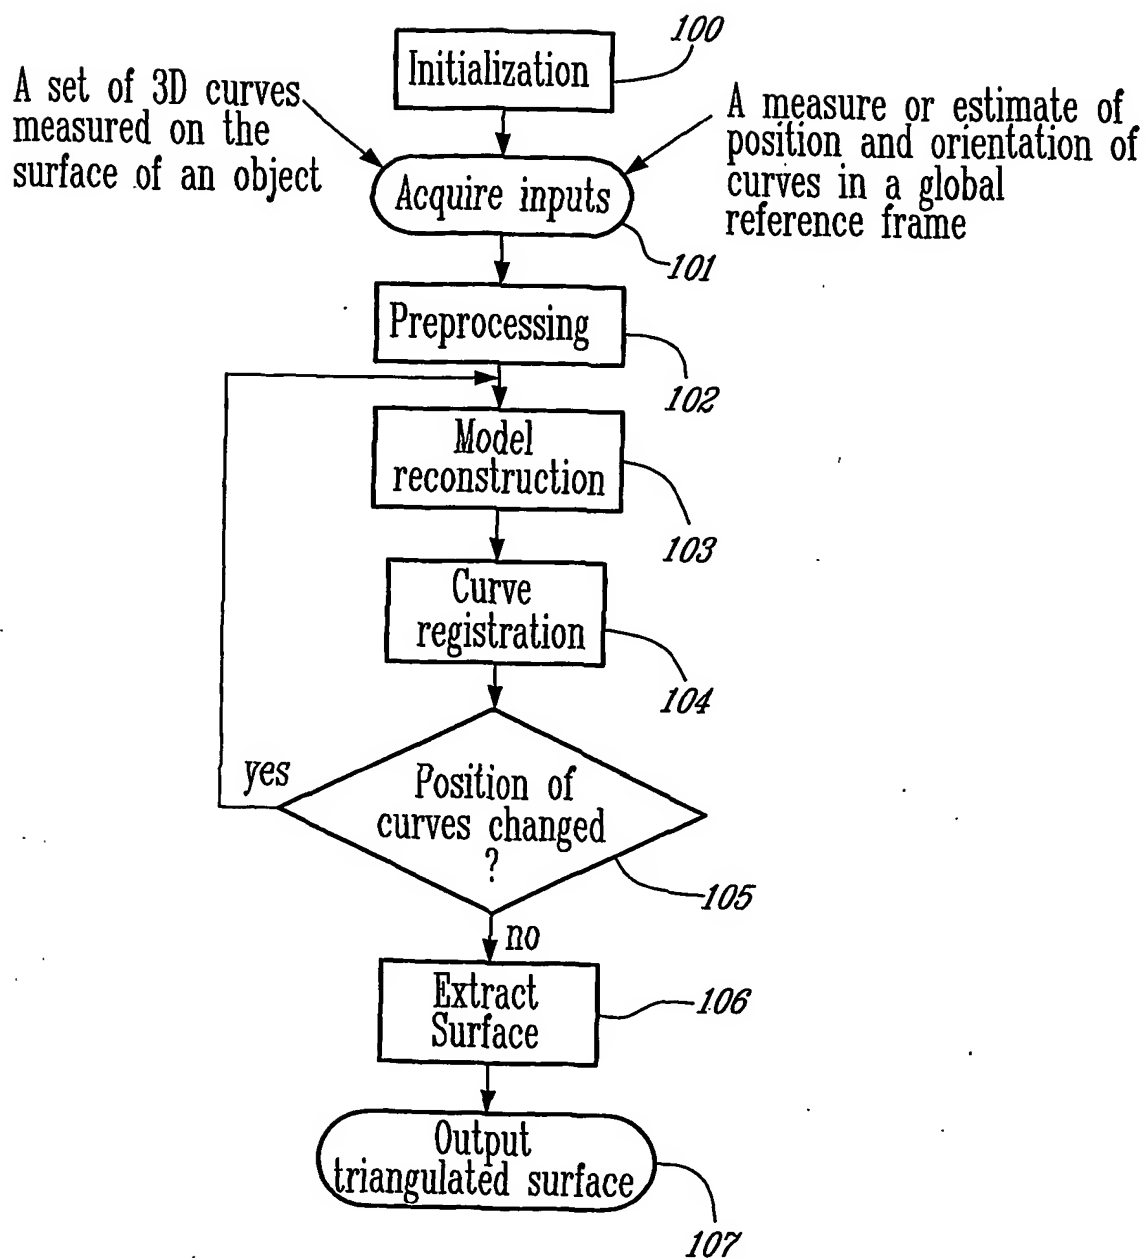 100
Initialization
A set of 3D curves
measured on the
surface of an object
A measure or estimate of
position and orientation of
curves in a global
reference frame
Acquire inputs
101
Preprocessing
102
Model
reconstruction
103
Curve
registration
104
yes
Position of
curves changed
?
105
no
Extract
Surface
106
Output
triangulated surface
107